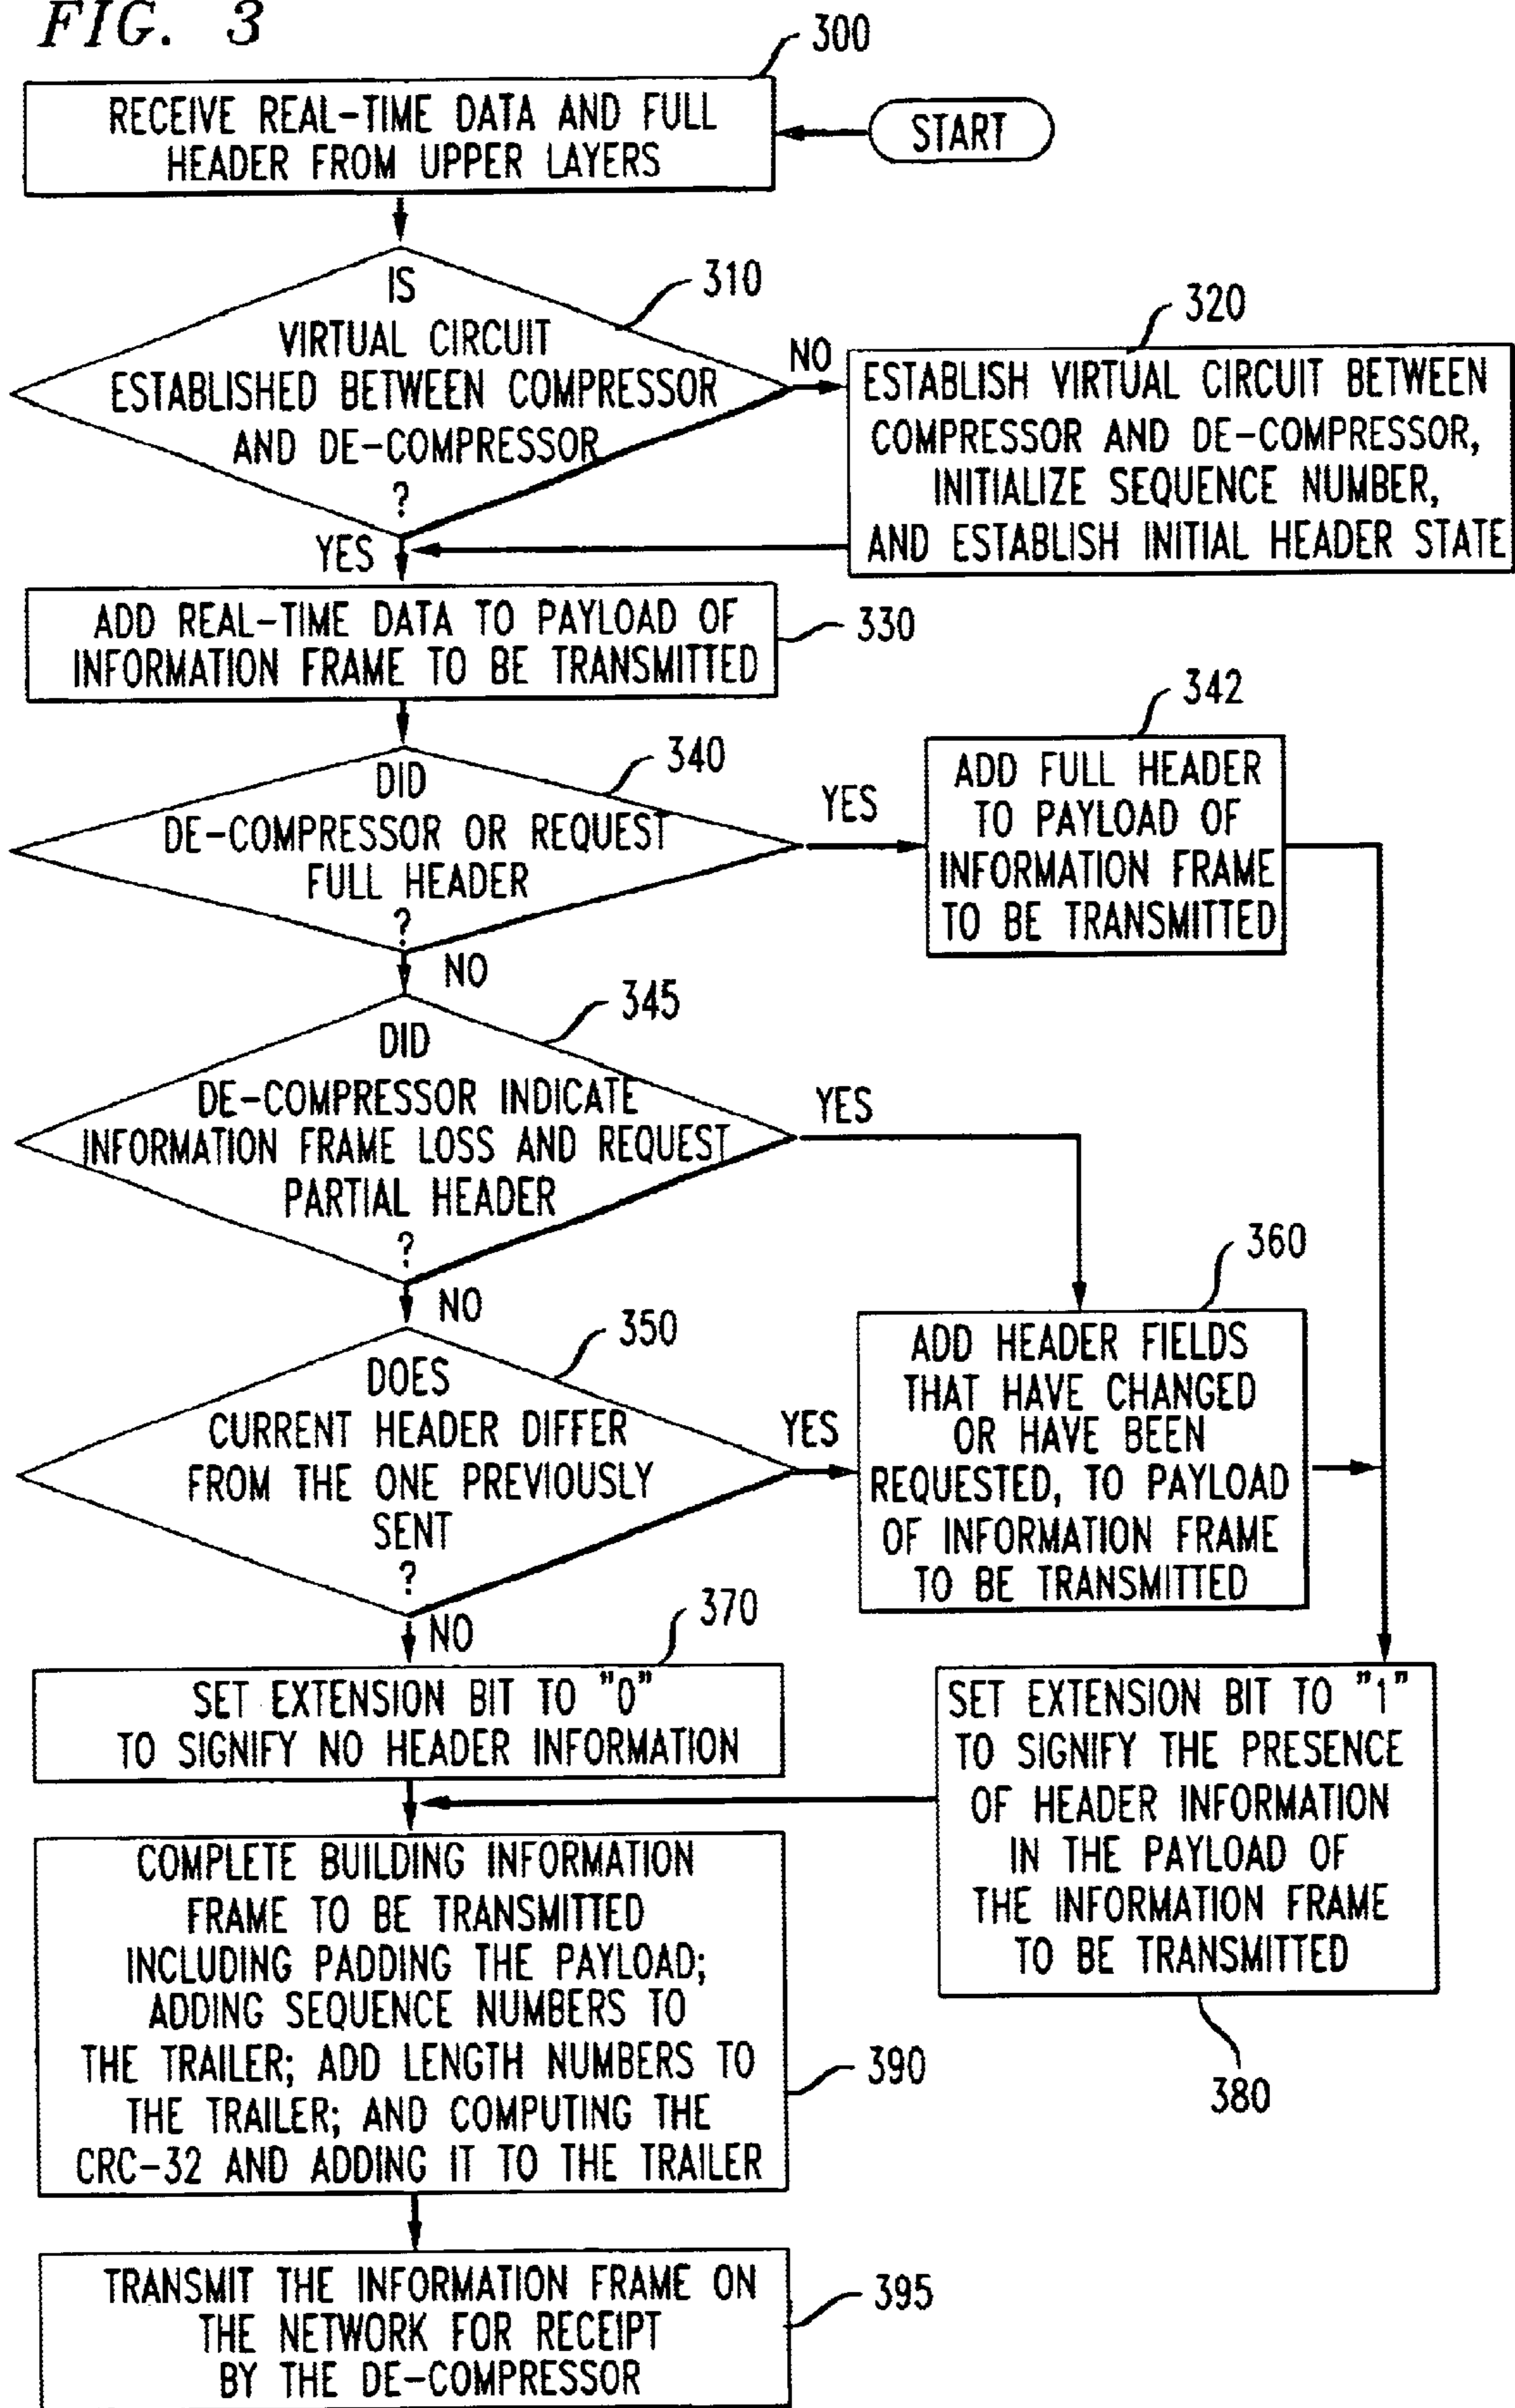 FIG. 3
300
RECEIVE REAL-TIME DATA AND FULL
HEADER FROM UPPER LAYERS
START
310
IS
VIRTUAL CIRCUIT
ESTABLISHED BETWEEN COMPRESSOR
AND DE-COMPRESSOR
?
NO
YES
320
ESTABLISH VIRTUAL CIRCUIT BETWEEN
COMPRESSOR AND DE-COMPRESSOR,
INITIALIZE SEQUENCE NUMBER,
AND ESTABLISH INITIAL HEADER STATE
ADD REAL-TIME DATA TO PAYLOAD OF
INFORMATION FRAME TO BE TRANSMITTED
330
340
DID
DE-COMPRESSOR OR REQUEST
FULL HEADER
?
YES
NO
342
ADD FULL HEADER
TO PAYLOAD OF
INFORMATION FRAME
TO BE TRANSMITTED
345
DID
DE-COMPRESSOR INDICATE
INFORMATION FRAME LOSS AND REQUEST
PARTIAL HEADER
?
YES
NO
350
DOES
CURRENT HEADER DIFFER
FROM THE ONE PREVIOUSLY
SENT
?
YES
NO
360
ADD HEADER FIELDS
THAT HAVE CHANGED
OR HAVE BEEN
REQUESTED, TO PAYLOAD
OF INFORMATION FRAME
TO BE TRANSMITTED
370
SET EXTENSION BIT TO "0"
TO SIGNIFY NO HEADER INFORMATION
SET EXTENSION BIT TO "1"
TO SIGNIFY THE PRESENCE
OF HEADER INFORMATION
IN THE PAYLOAD OF
THE INFORMATION FRAME
TO BE TRANSMITTED
380
COMPLETE BUILDING INFORMATION
FRAME TO BE TRANSMITTED
INCLUDING PADDING THE PAYLOAD;
ADDING SEQUENCE NUMBERS TO
THE TRAILER; ADD LENGTH NUMBERS TO
THE TRAILER; AND COMPUTING THE
CRC-32 AND ADDING IT TO THE TRAILER
390
TRANSMIT THE INFORMATION FRAME ON
THE NETWORK FOR RECEIPT
BY THE DE-COMPRESSOR
395